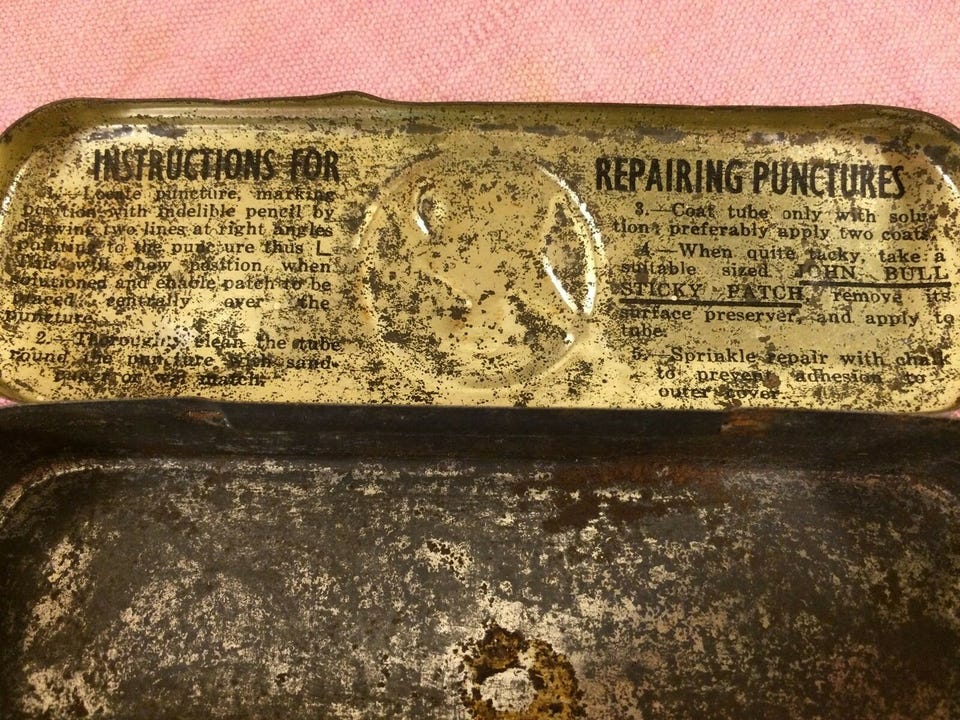 INSTRUCTIONS FOR
1.—Locate puncture, marking
position with indelible pencil by
drawing two lines at right angles
pointing to the puncture thus L
This will show position when
solutioned and enable patch to be
placed centrally over the
puncture.
2.—Thoroughly clean the tube
round the puncture with sand-
paper or wet match.
REPAIRING PUNCTURES
3.—Coat tube only with solu-
tion, preferably apply two coats.
4.—When quite tacky, take a
suitable sized JOHN BULL
STICKY PATCH, remove its
surface preserver, and apply to
tube.
5.—Sprinkle repair with chalk
to prevent adhesion to
outer cover.